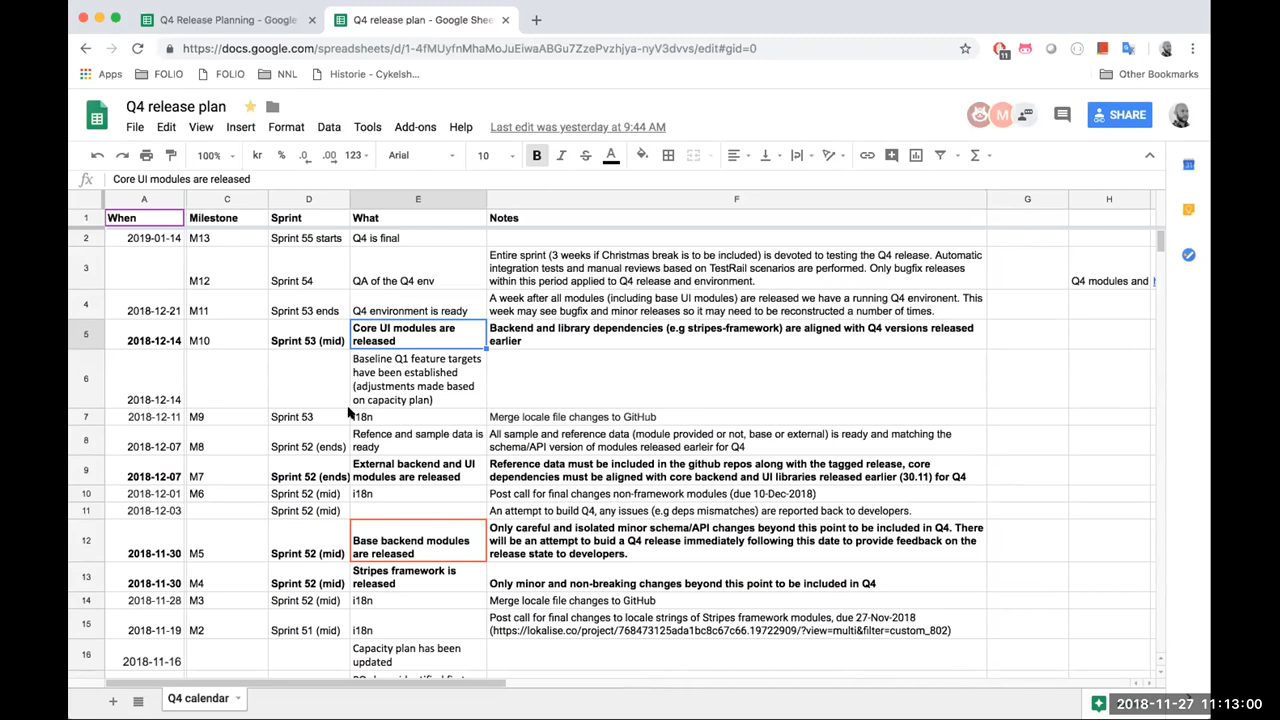 Q4 Release Planning - Google
Q4 release plan - Google Shee
https://docs.google.com/spreadsheets/d/1-4fMUyfnMhaMoJuEiwaABGu7ZzePvzhjya-nyV3dvvs/edit#gid=0
11
Apps FOLIO FOLIO NNL Historie - Cykelsh... Other Bookmarks
Q4 release plan
File Edit View Insert Format Data Tools Add-ons Help Last edit was yesterday at 9:44 AM
M
SHARE
100% kr % .0 .00 123 Arial 10 B I S A
fx Core UI modules are released
A C D E F G H
1 When Milestone Sprint What Notes
2 2019-01-14 M13 Sprint 55 starts Q4 is final
3 M12 Sprint 54 QA of the Q4 env
Entire sprint (3 weeks if Christmas break is to be included) is devoted to testing the Q4 release. Automatic
integration tests and manual reviews based on TestRail scenarios are performed. Only bugfix releases
within this period applied to Q4 release and environment.
Q4 modules and
4 2018-12-21 M11 Sprint 53 ends Q4 environment is ready
A week after all modules (including base UI modules) are released we have a running Q4 environent. This
week may see bugfix and minor releases so it may need to be reconstructed a number of times.
5 2018-12-14 M10 Sprint 53 (mid)
Core UI modules are
released
Backend and library dependencies (e.g stripes-framework) are aligned with Q4 versions released
earlier
6 2018-12-14
Baseline Q1 feature targets
have been established
(adjustments made based
on capacity plan)
7 2018-12-11 M9 Sprint 53 i18n Merge locale file changes to GitHub
8 2018-12-07 M8 Sprint 52 (ends)
Refence and sample data is
ready
All sample and reference data (module provided or not, base or external) is ready and matching the
schema/API version of modules released earleir for Q4
9 2018-12-07 M7 Sprint 52 (ends)
External backend and UI
modules are released
Reference data must be included in the github repos along with the tagged release, core
dependencies must be aligned with core backend and UI libraries released earlier (30.11) for Q4
10 2018-12-01 M6 Sprint 52 (mid) i18n Post call for final changes non-framework modules (due 10-Dec-2018)
11 2018-12-03 Sprint 52 (mid) An attempt to build Q4, any issues (e.g deps mismatches) are reported back to developers.
12 2018-11-30 M5 Sprint 52 (mid)
Base backend modules
are released
Only careful and isolated minor schema/API changes beyond this point to be included in Q4. There
will be an attempt to buid a Q4 release immediately following this date to provide feedback on the
release state to developers.
13 2018-11-30 M4 Sprint 52 (mid)
Stripes framework is
released
Only minor and non-breaking changes beyond this point to be included in Q4
14 2018-11-28 M3 Sprint 52 (mid) i18n Merge locale file changes to GitHub
15 2018-11-19 M2 Sprint 51 (mid) i18n
Post call for final changes to locale strings of Stripes framework modules, due 27-Nov-2018
(https://lokalise.co/project/768473125ada1bc8c67c66.19722909/?view=multi&filter=custom_802)
16 2018-11-16
Capacity plan has been
updated
Q4 calendar
2018-11-27 11:13:00